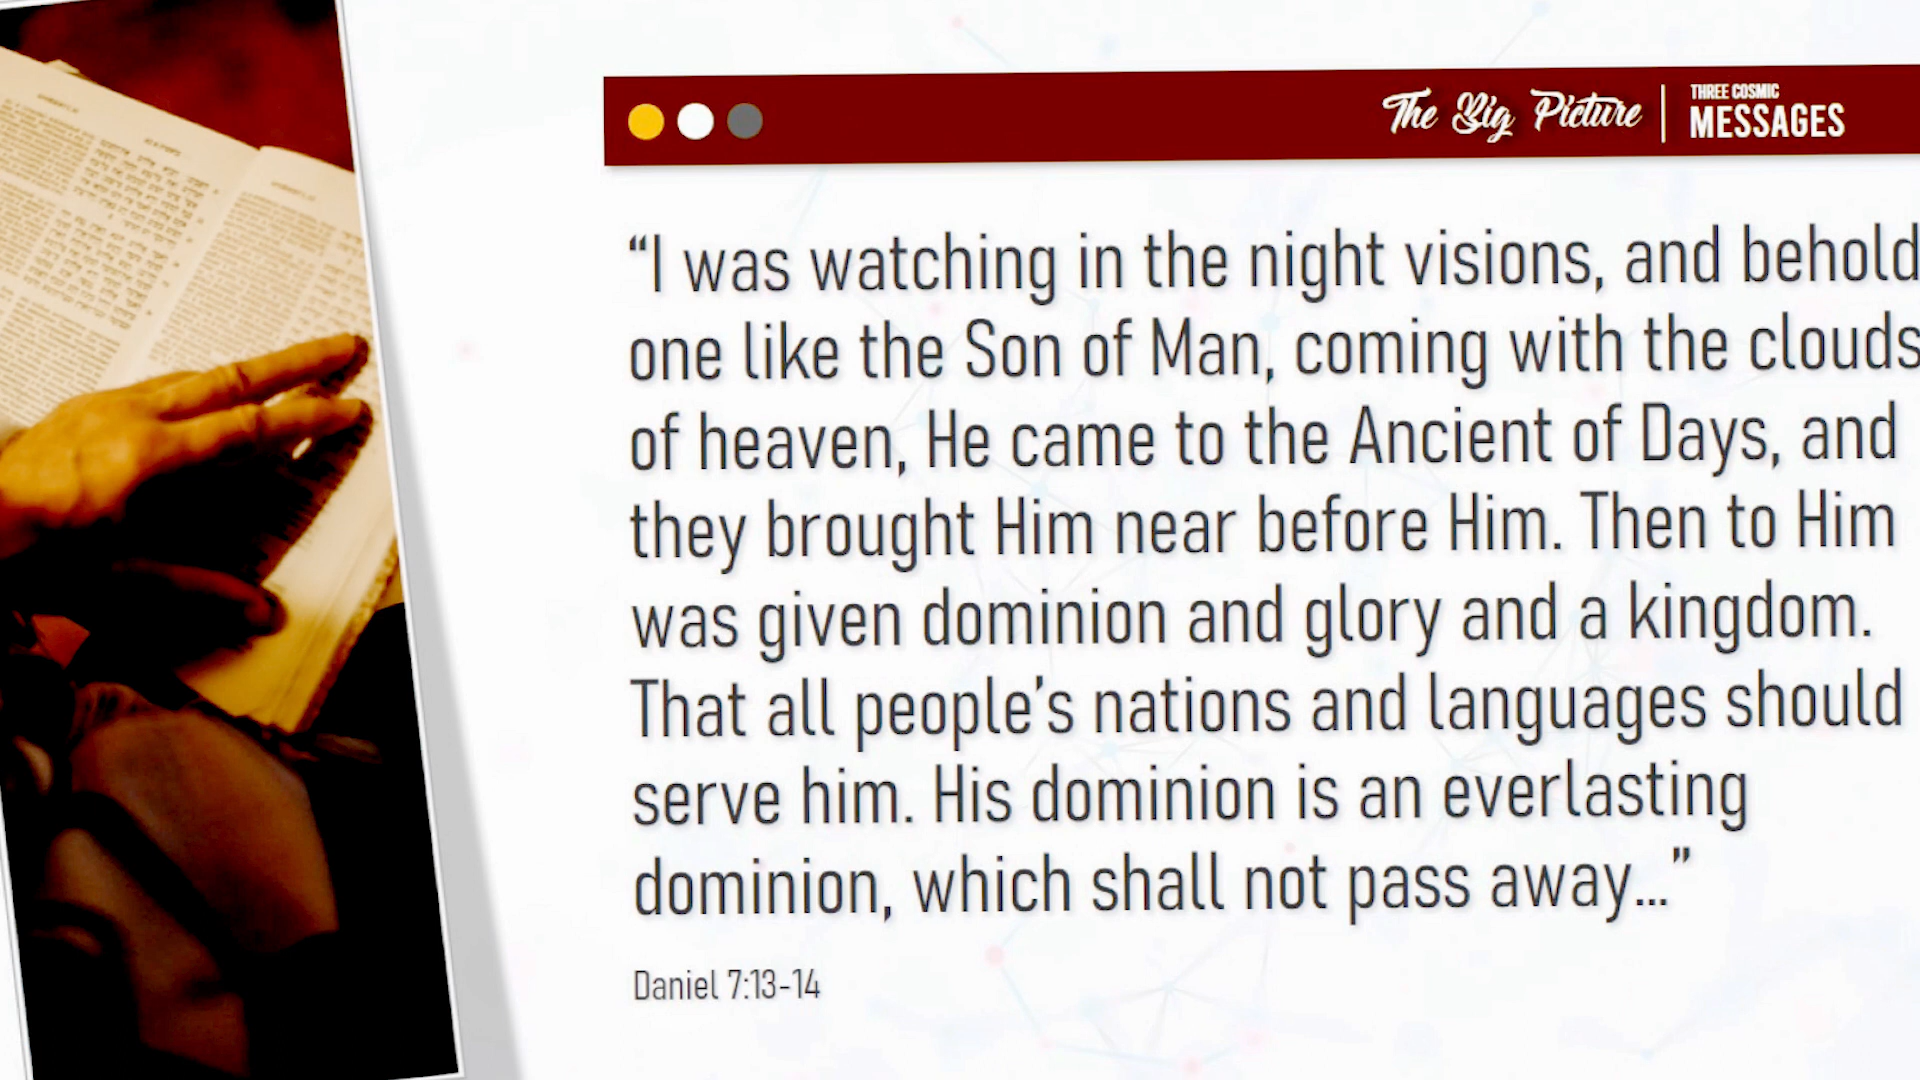 The Big Picture
THREE COSMIC
MESSAGES
“I was watching in the night visions, and behold
one like the Son of Man, coming with the clouds
of heaven, He came to the Ancient of Days, and
they brought Him near before Him. Then to Him
was given dominion and glory and a kingdom.
That all people’s nations and languages should
serve him. His dominion is an everlasting
dominion, which shall not pass away...”
Daniel 7:13-14